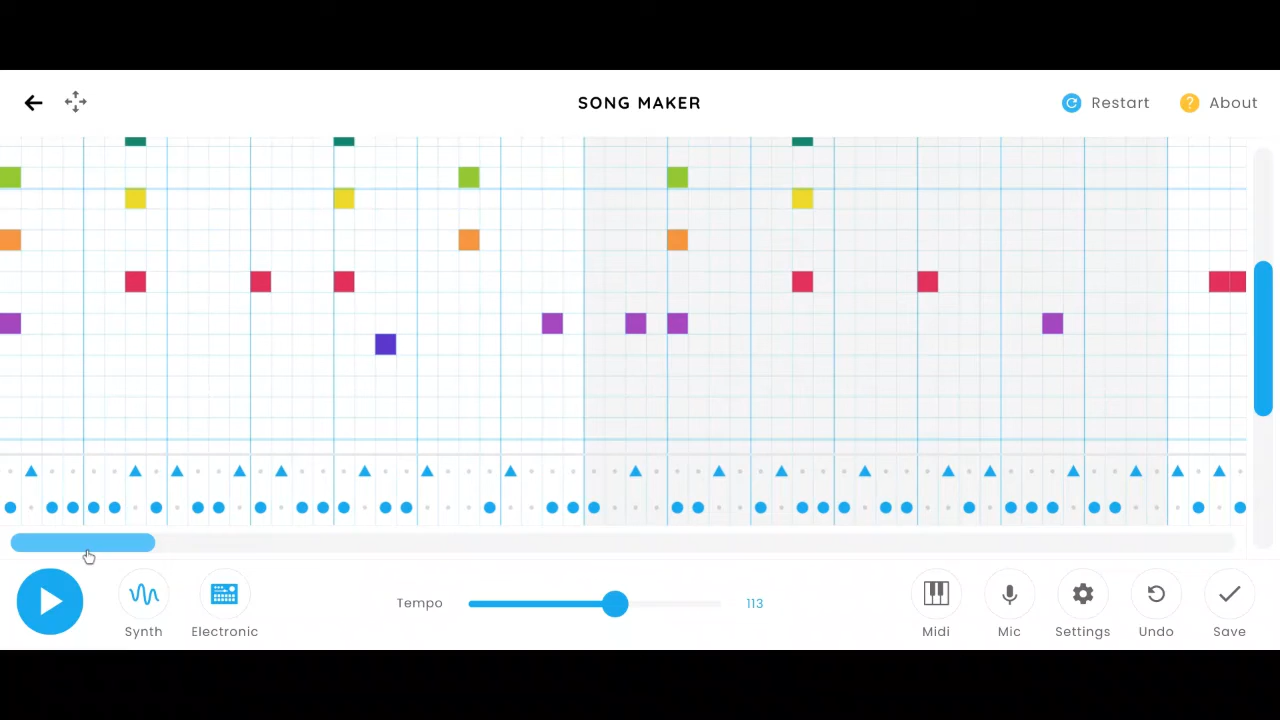 SONG MAKER
Restart
? About
Synth
Electronic
Tempo
113
Midi
Mic
Settings
Undo
Save